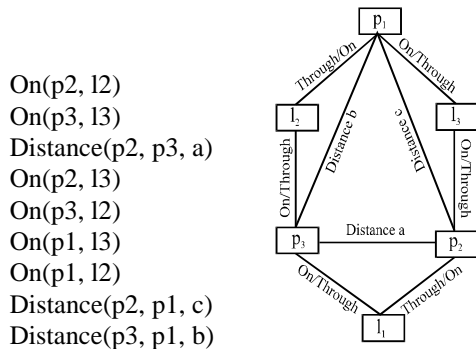 On(p2, l2)
On(p3, l3)
Distance(p2, p3, a)
On(p2, l3)
On(p3, l2)
On(p1, l3)
On(p1, l2)
Distance(p2, p1, c)
Distance(p3, p1, b)
p1
Through/On
On/Through
l2
l3
Distance b
Distance c
On/Through
On/Through
p3
Distance a
p2
On/Through
Through/On
l1